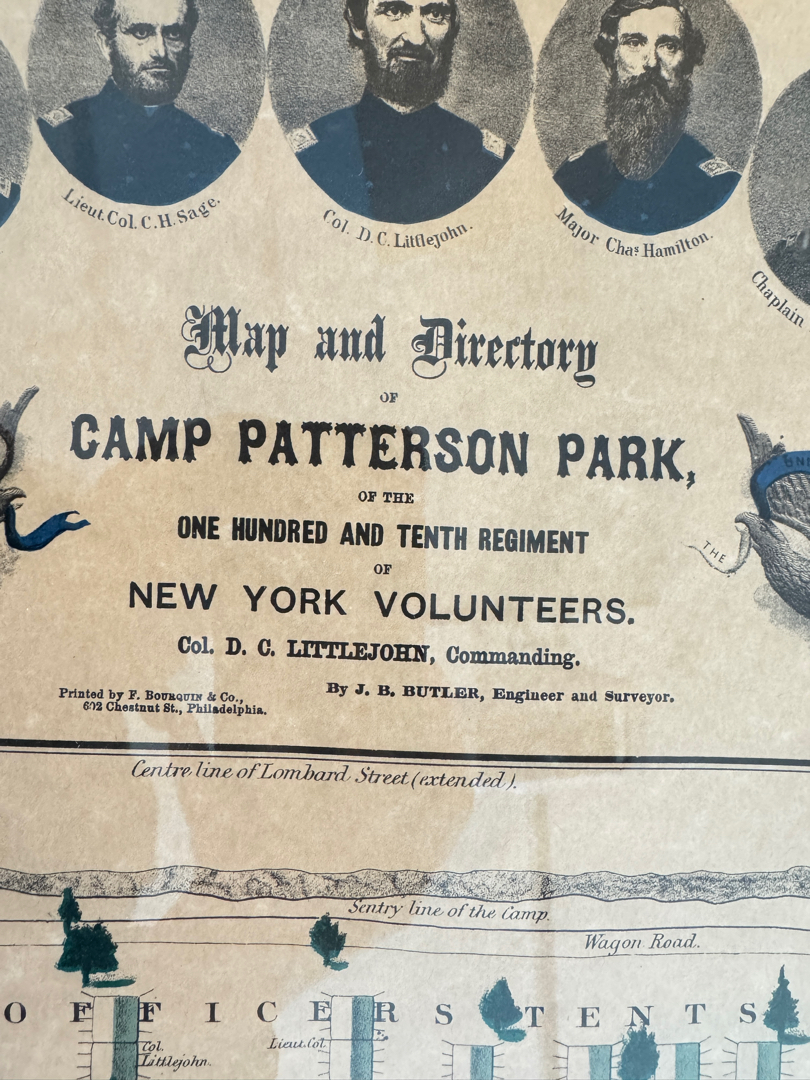 Lieut. Col. C. H. Sage.
Col. D. C. Littlejohn.
Major Chaˢ Hamilton.
Chaplain
Map and Directory
OF
CAMP PATTERSON PARK,
OF THE
ONE HUNDRED AND TENTH REGIMENT
OF
NEW YORK VOLUNTEERS.
THE
Col. D. C. LITTLEJOHN, Commanding.
By J. B. BUTLER, Engineer and Surveyor.
Printed by F. BOURQUIN & Co.,
602 Chestnut St., Philadelphia.
Centre line of Lombard Street (extended).
Sentry line of the Camp.
Wagon Road.
OFFICERS TENTS
Col.
Littlejohn.
Lieut. Col.